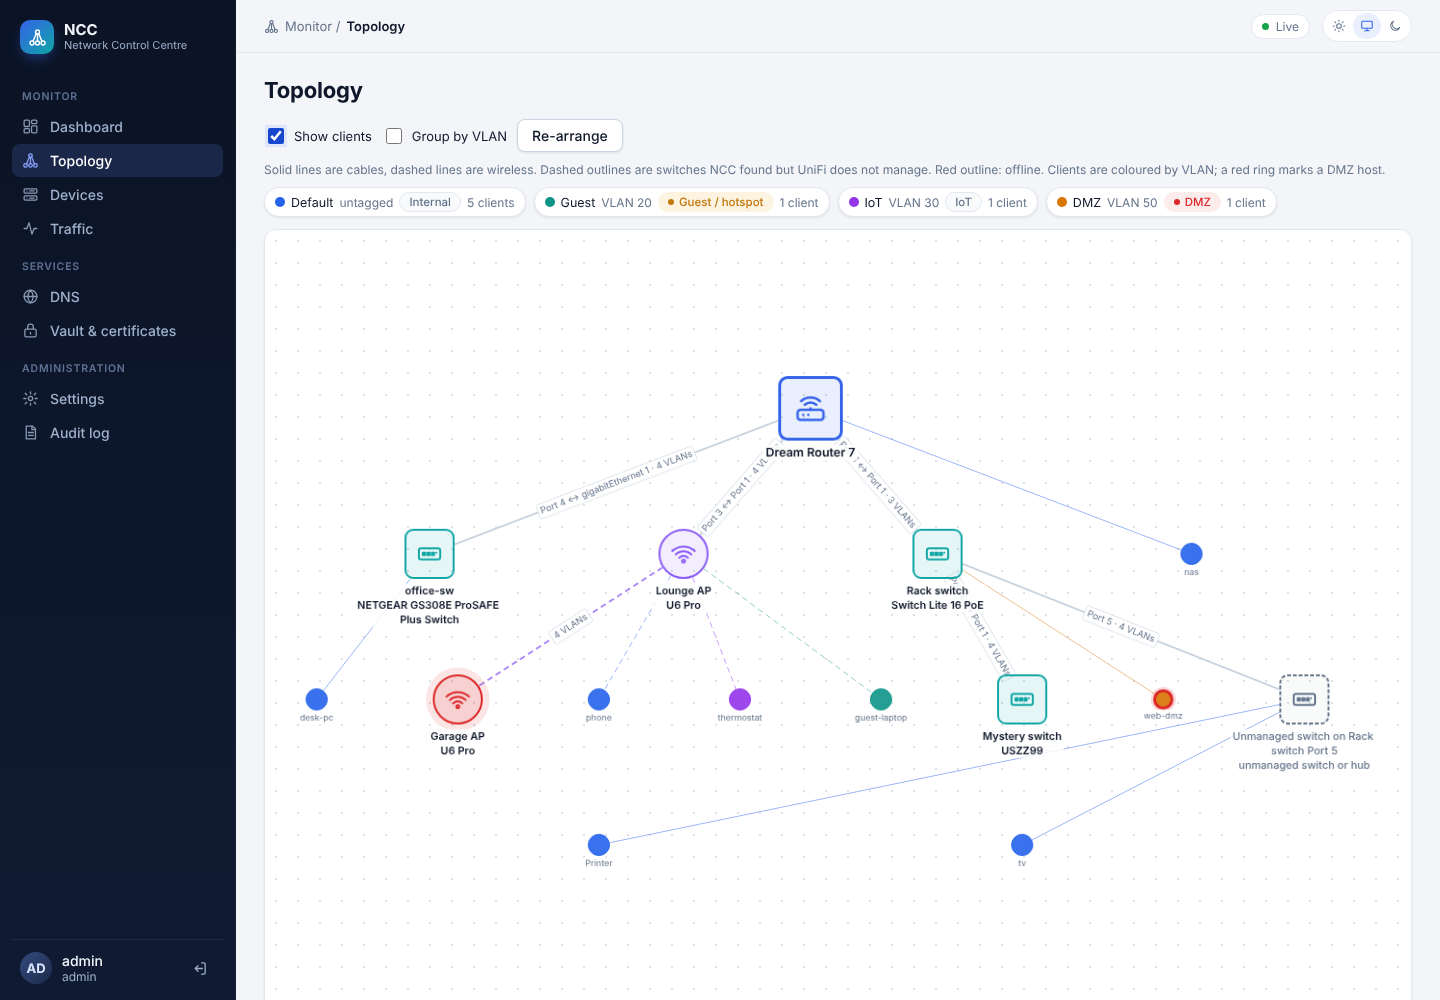 NCC
Network Control Centre
MONITOR
Dashboard
Topology
Devices
Traffic
SERVICES
DNS
Vault & certificates
ADMINISTRATION
Settings
Audit log
AD
admin
admin
Monitor / Topology
Live
Topology
Show clients
Group by VLAN
Re-arrange
Solid lines are cables, dashed lines are wireless. Dashed outlines are switches NCC found but UniFi does not manage. Red outline: offline. Clients are coloured by VLAN; a red ring marks a DMZ host.
Default untagged Internal 5 clients
Guest VLAN 20 Guest / hotspot 1 client
IoT VLAN 30 IoT 1 client
DMZ VLAN 50 DMZ 1 client
Dream Router 7
Port 4 ↔ gigabitEthernet 1 · 4 VLANs
Port 3 ↔ Port 1 · 4
↔ Port 1 · 3 VLANs
office-sw
NETGEAR GS308E ProSAFE
Plus Switch
Lounge AP
U6 Pro
Rack switch
Switch Lite 16 PoE
nas
4 VLANs
Port 1 · 4 VLANs
Port 5 · 4 VLANs
desk-pc
Garage AP
U6 Pro
phone
thermostat
guest-laptop
Mystery switch
USZZ99
web-dmz
Unmanaged switch on Rack
switch Port 5
unmanaged switch or hub
Printer
tv